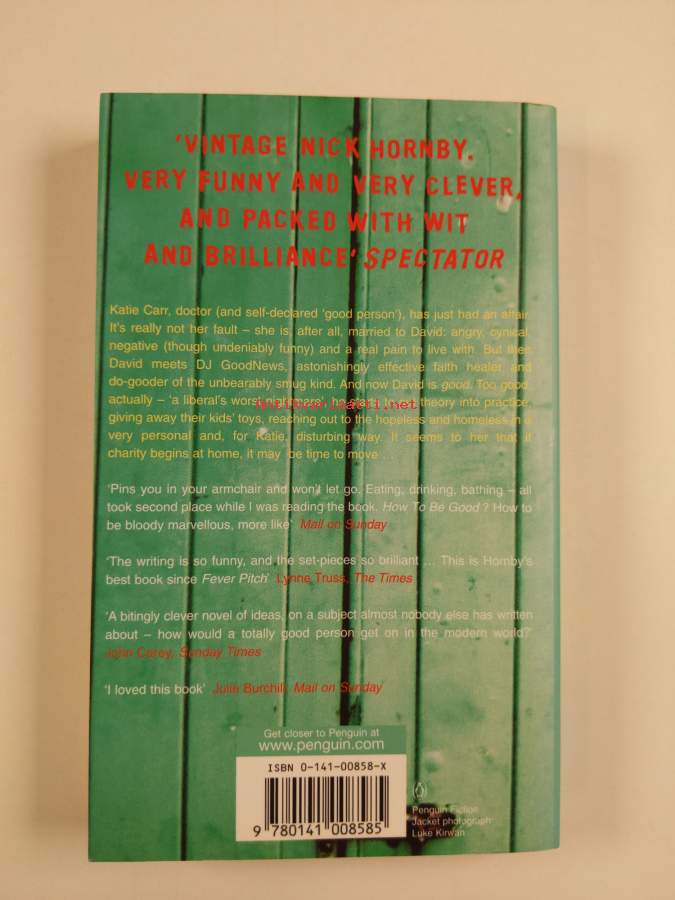 'VINTAGE NICK HORNBY.
VERY FUNNY AND VERY CLEVER,
AND PACKED WITH WIT
AND BRILLIANCE' SPECTATOR
Katie Carr, doctor (and self-declared 'good person'), has just had an affair.
It's really not her fault – she is, after all, married to David: angry, cynical,
negative (though undeniably funny) and a real pain to live with. But then
David meets DJ GoodNews, astonishingly effective faith healer and
do-gooder of the unbearably smug kind. And now David is good. Too good,
actually – 'a liberal's worst nightmare': he starts to put theory into practice,
antikvariaatti.net
giving away their kids' toys, reaching out to the hopeless and homeless in a
very personal and, for Katie, disturbing way. It seems to her that if
charity begins at home, it may be time to move ...
'Pins you in your armchair and won't let go. Eating, drinking, bathing – all
took second place while I was reading the book. How To Be Good? How to
be bloody marvellous, more like' Mail on Sunday
'The writing is so funny, and the set-pieces so brilliant ... This is Hornby's
best book since Fever Pitch' Lynne Truss, The Times
'A bitingly clever novel of ideas, on a subject almost nobody else has written
about – how would a totally good person get on in the modern world?'
John Carey, Sunday Times
'I loved this book' Julie Burchill, Mail on Sunday
Get closer to Penguin at
www.penguin.com
ISBN 0-141-00858-X
9 780141 008585
Penguin Fiction
Jacket photograph:
Luke Kirwan